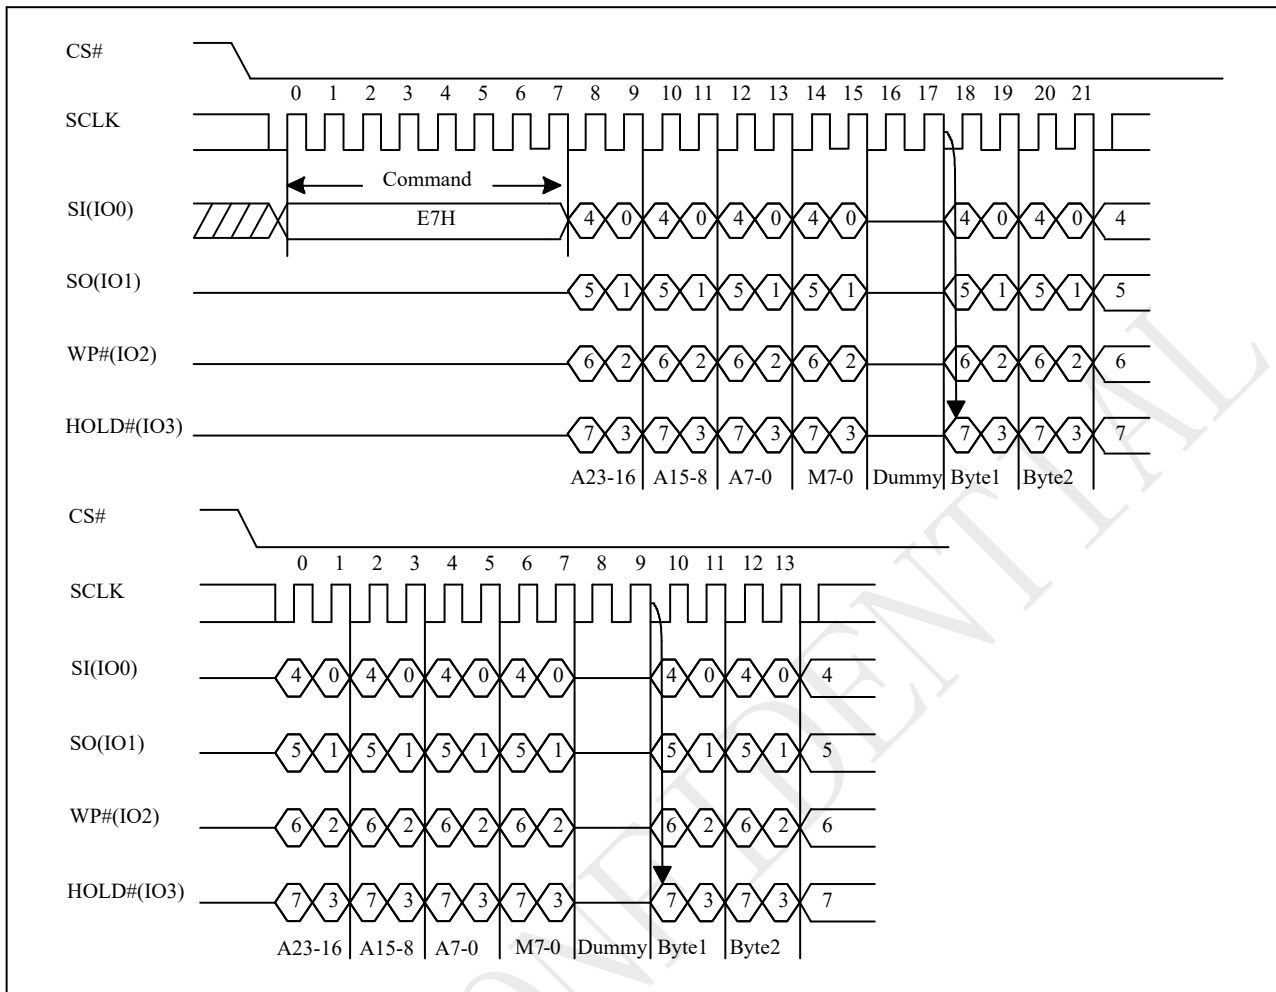 CS#
0 1 2 3 4 5 6 7 8 9 10 11 12 13 14 15 16 17 18 19 20 21
SCLK
Command
SI(IO0) E7H 4 0 4 0 4 0 4 0 4 0 4 0 4
SO(IO1) 5 1 5 1 5 1 5 1 5 1 5 1 5
WP#(IO2) 6 2 6 2 6 2 6 2 6 2 6 2 6
HOLD#(IO3) 7 3 7 3 7 3 7 3 7 3 7 3 7
A23-16 A15-8 A7-0 M7-0 Dummy Byte1 Byte2
CS#
0 1 2 3 4 5 6 7 8 9 10 11 12 13
SCLK
SI(IO0) 4 0 4 0 4 0 4 0 4 0 4 0 4
SO(IO1) 5 1 5 1 5 1 5 1 5 1 5 1 5
WP#(IO2) 6 2 6 2 6 2 6 2 6 2 6 2 6
HOLD#(IO3) 7 3 7 3 7 3 7 3 7 3 7 3 7
A23-16 A15-8 A7-0 M7-0 Dummy Byte1 Byte2
ONFIDENTIAL